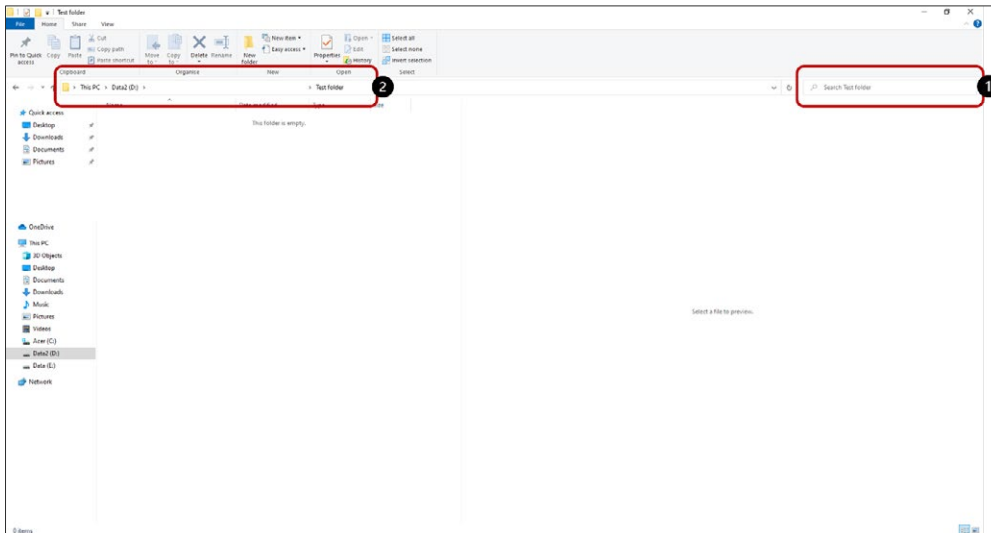 Test folder
File Home Share View
Pin to Quick access
Copy
Paste
Cut
Copy path
Paste shortcut
Move to
Copy to
Delete
Rename
New folder
New item
Easy access
Properties
Open
Edit
History
Select all
Select none
Invert selection
Clipboard Organise New Open Select
This PC › Data2 (D:) › › Test folder
2
Search Test folder
1
Name Date modified Type
This folder is empty.
Quick access
Desktop
Downloads
Documents
Pictures
OneDrive
This PC
3D Objects
Desktop
Documents
Downloads
Music
Pictures
Videos
Acer (C:)
Data2 (D:)
Data (E:)
Network
Select a file to preview.
0 items